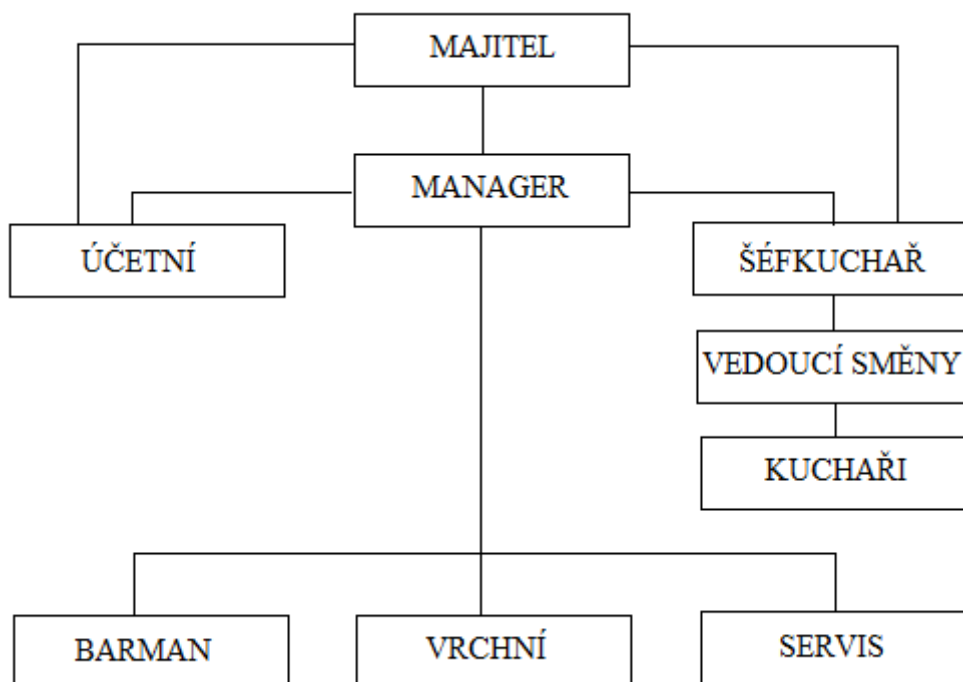 MAJITEL
MANAGER
ÚČETNÍ
ŠÉFKUCHAŘ
VEDOUCÍ SMĚNY
KUCHAŘI
BARMAN
VRCHNÍ
SERVIS